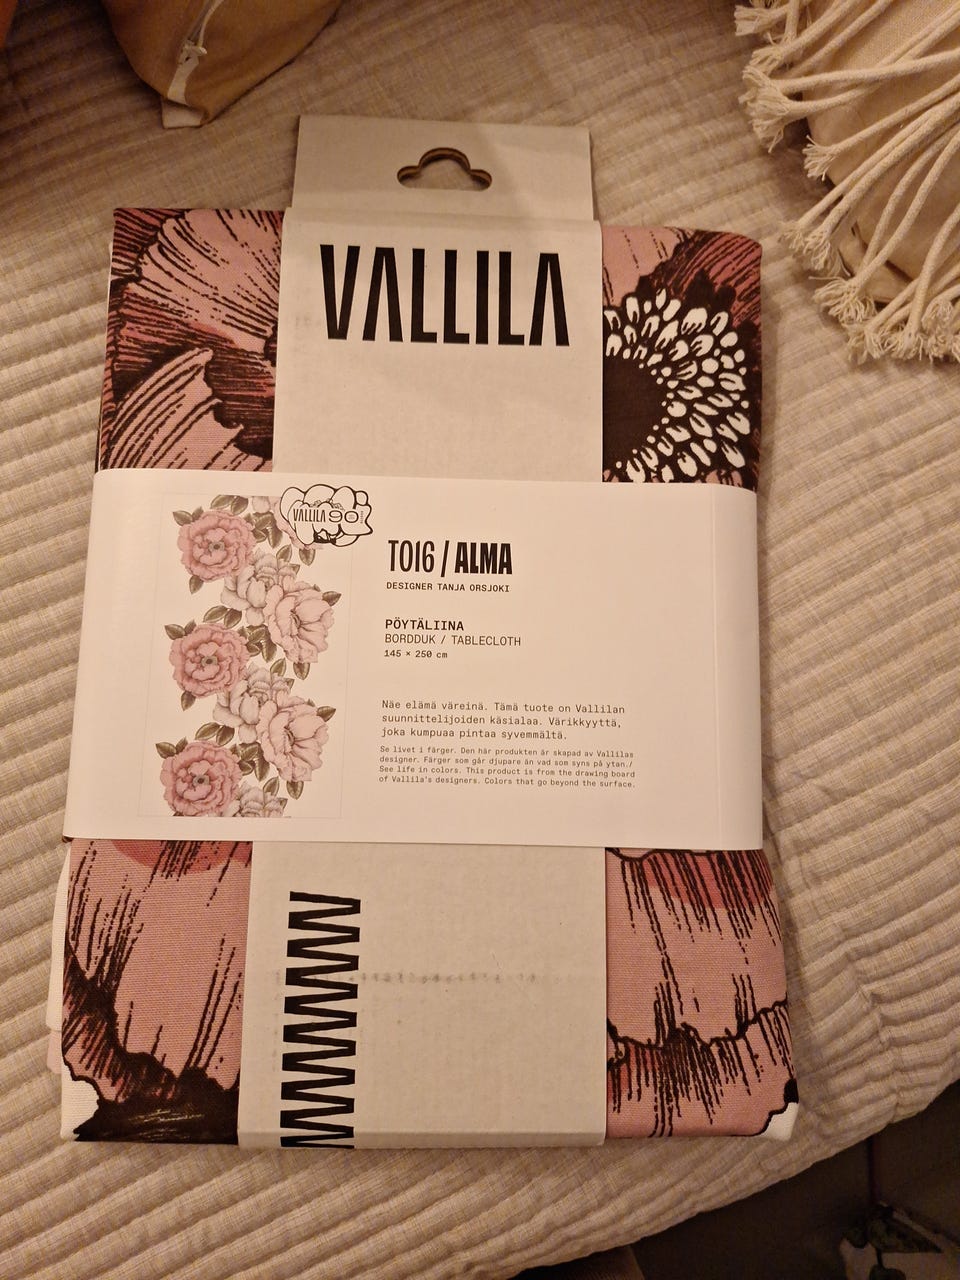 VALLILA
VALLILA 90
TO16 / ALMA
DESIGNER TANJA ORSJOKI
PÖYTÄLIINA
BORDDUK / TABLECLOTH
145 × 250 cm
Näe elämä väreinä. Tämä tuote on Vallilan
suunnittelijoiden käsialaa. Värikkyyttä,
joka kumpuaa pintaa syvemmältä.
Se livet i färger. Den här produkten är skapad av Vallilas
designer. Färger som går djupare än vad som syns på ytan./
See life in colors. This product is from the drawing board
of Vallila's designers. Colors that go beyond the surface.